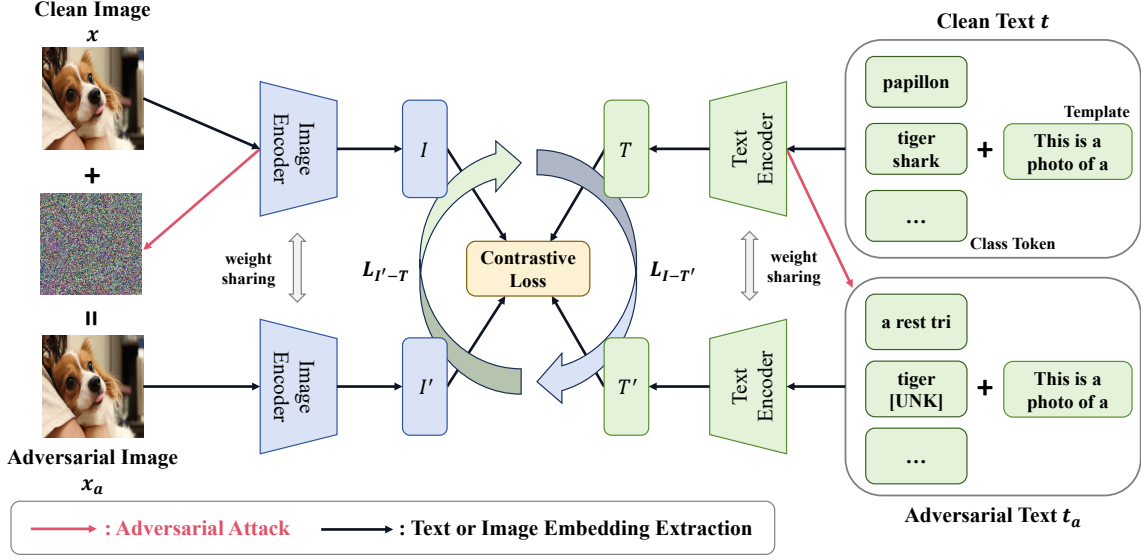 Clean Image
x
+
=
Adversarial Image
x_a
Image
Encoder
I
T
Text
Encoder
weight
sharing
L_{I'-T}
Contrastive
Loss
L_{I-T'}
weight
sharing
Image
Encoder
I'
T'
Text
Encoder
Clean Text t
papillon
Template
tiger
shark
+
This is a
photo of a
...
Class Token
a rest tri
tiger
[UNK]
+
This is a
photo of a
...
Adversarial Text t_a
: Adversarial Attack
: Text or Image Embedding Extraction